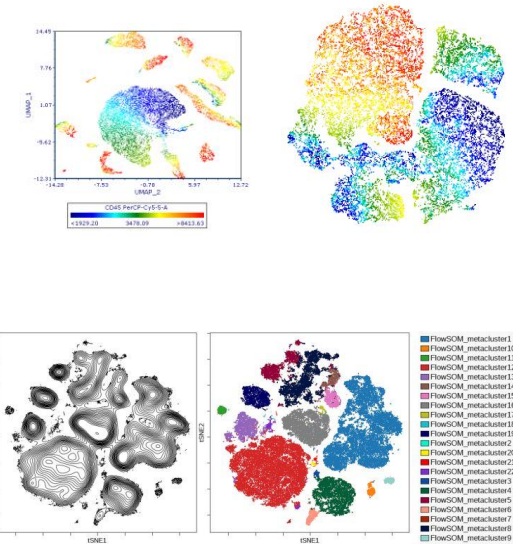 14.49
7.76
UMAP_1
1.07
-5.62
-12.31
-14.28 -7.53 -0.78 5.97 12.72
UMAP_2
CD45 PerCP-Cy5-5-A
<1929.20 3478.09 >8413.63
tSNE1
tSNE2
tSNE1
FlowSOM_metacluster1
FlowSOM_metacluster10
FlowSOM_metacluster11
FlowSOM_metacluster12
FlowSOM_metacluster13
FlowSOM_metacluster14
FlowSOM_metacluster15
FlowSOM_metacluster16
FlowSOM_metacluster17
FlowSOM_metacluster18
FlowSOM_metacluster19
FlowSOM_metacluster2
FlowSOM_metacluster20
FlowSOM_metacluster21
FlowSOM_metacluster22
FlowSOM_metacluster3
FlowSOM_metacluster4
FlowSOM_metacluster5
FlowSOM_metacluster6
FlowSOM_metacluster7
FlowSOM_metacluster8
FlowSOM_metacluster9